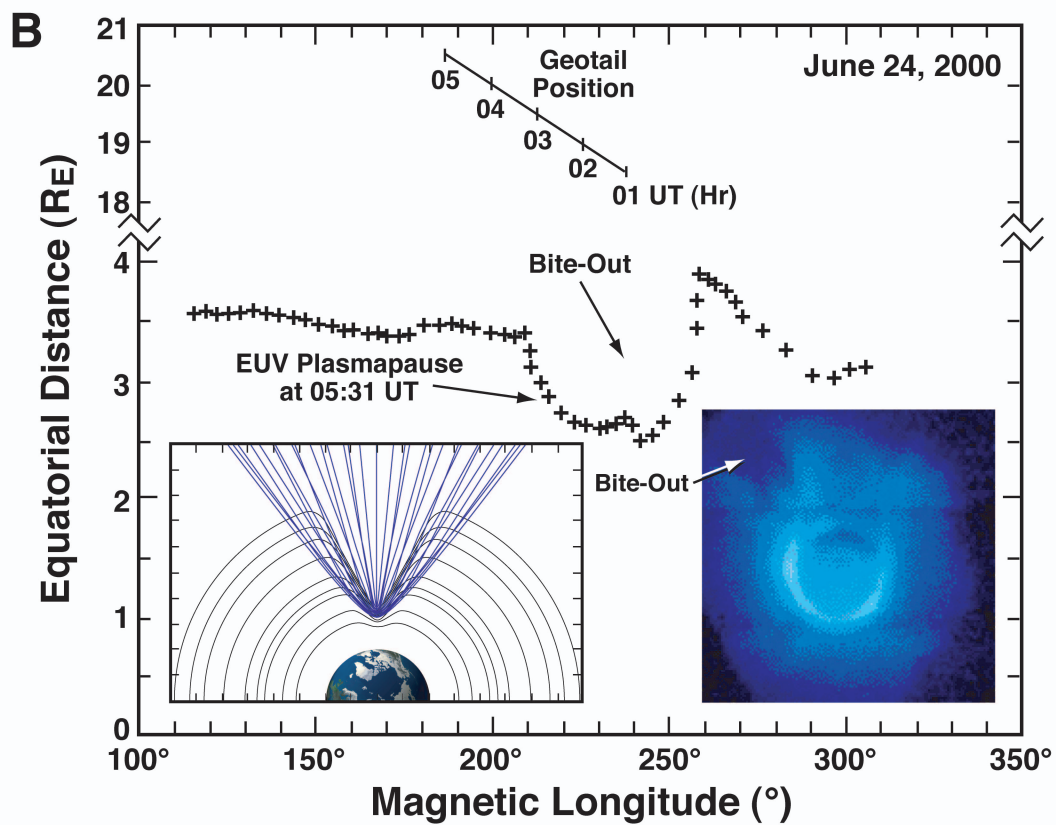 B
21
20
19
18
4
3
2
1
0
Equatorial Distance (RE)
June 24, 2000
Geotail
Position
05
04
03
02
01 UT (Hr)
Bite-Out
EUV Plasmapause
at 05:31 UT
Bite-Out
100° 150° 200° 250° 300° 350°
Magnetic Longitude (°)